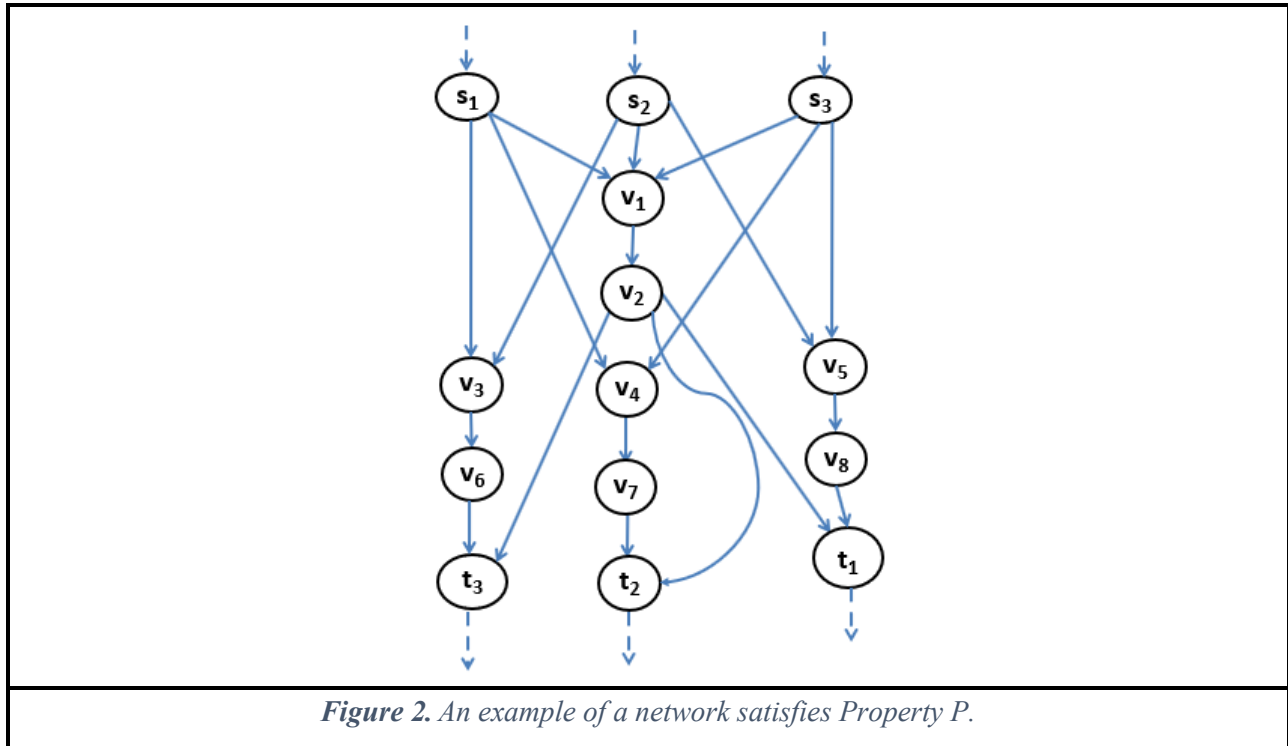 s1 s2 s3
v1
v2
v3 v4 v5
v6 v7 v8
t3 t2 t1
Figure 2. An example of a network satisfies Property P.